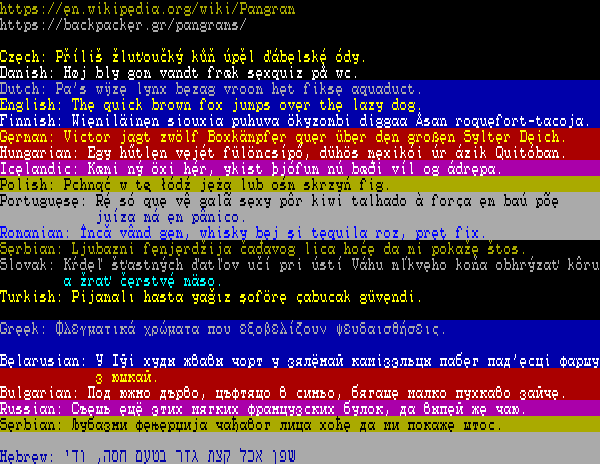 https://en.wikipedia.org/wiki/Pangram
https://backpacker.gr/pangrams/
Czech: Příliš žluťoučký kůň úpěl ďábelské ódy.
Danish: Høj bly gom vandt fræk sexquiz på wc.
Dutch: Pa's wijze lynx bezag vroom het fikse aquaduct.
English: The quick brown fox jumps over the lazy dog.
Finnish: Wieniläinen siouxia puhuva ökyzombi diggaa Åsan roquefort-tacoja.
German: Victor jagt zwölf Boxkämpfer quer über den großen Sylter Deich.
Hungarian: Egy hűtlen vejét fülöncsípő, dühös mexikói úr ázik Quitóban.
Icelandic: Kæmi ný öxi hér, ykist þjófum nú bæði víl og ádrepa.
Polish: Pchnąć w tę łódź jeża lub osm skrzyń fig.
Portuguese: Ré só que vê galã sexy pôr kiwi talhado à força em baú põe
juíza má em pânico.
Romanian: Încă vând gem, whisky bej și tequila roz, preț fix.
Serbian: Ljubazni fenjerdžija čađavog lica hoće da mi pokaže štos.
Slovak: Kŕdeľ šťastných ďatľov učí pri ústí Váhu mĺkveho koňa obhrýzať kôru
a žrať čerstvé mäso.
Turkish: Pijamalı hasta yağız şoföre çabucak güvendi.
Greek: Φλεγματικά χρώματα που εξοβελίζουν ψευδαισθήσεις.
Belarusian: У Іўі худы жвавы чорт у зялёнай камізэльцы пабег пад'есці фаршу
з юшкай.
Bulgarian: Под южно дърво, цъфтящо в синьо, бягаше малко пухкаво зайче.
Russian: Съешь ещё этих мягких французских булок, да выпей же чаю.
Serbian: Љубазни фењерџија чађавог лица хоће да ми покаже штос.
Hebrew: שפן אכל קצת גזר בטעם חסה, ודי